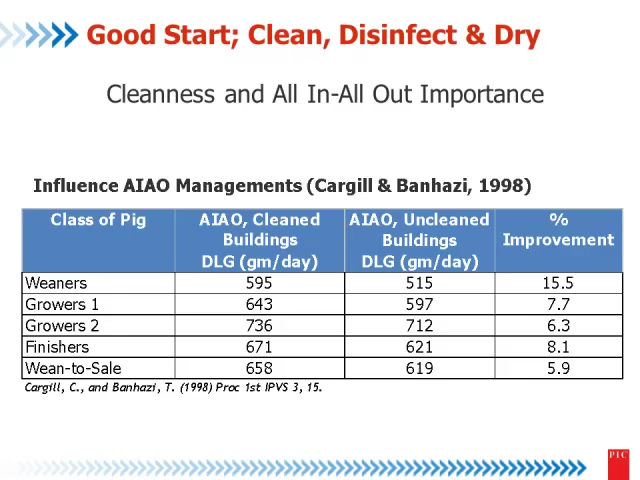 Good Start; Clean, Disinfect & Dry
Cleanness and All In-All Out Importance
Influence AIAO Managements (Cargill & Banhazi, 1998)
Class of Pig AIAO, Cleaned Buildings DLG (gm/day) AIAO, Uncleaned Buildings DLG (gm/day) % Improvement
Weaners 595 515 15.5
Growers 1 643 597 7.7
Growers 2 736 712 6.3
Finishers 671 621 8.1
Wean-to-Sale 658 619 5.9
Cargill, C., and Banhazi, T. (1998) Proc 1st IPVS 3, 15.
PIC